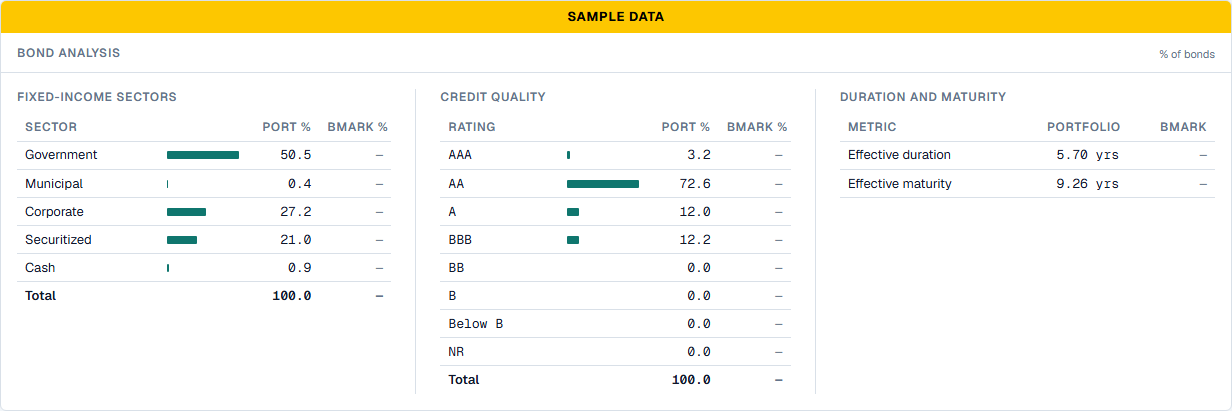 SAMPLE DATA
BOND ANALYSIS
% of bonds
FIXED-INCOME SECTORS
SECTOR PORT % BMARK %
Government 50.5 –
Municipal 0.4 –
Corporate 27.2 –
Securitized 21.0 –
Cash 0.9 –
Total 100.0 –
CREDIT QUALITY
RATING PORT % BMARK %
AAA 3.2 –
AA 72.6 –
A 12.0 –
BBB 12.2 –
BB 0.0 –
B 0.0 –
Below B 0.0 –
NR 0.0 –
Total 100.0 –
DURATION AND MATURITY
METRIC PORTFOLIO BMARK
Effective duration 5.70 yrs –
Effective maturity 9.26 yrs –